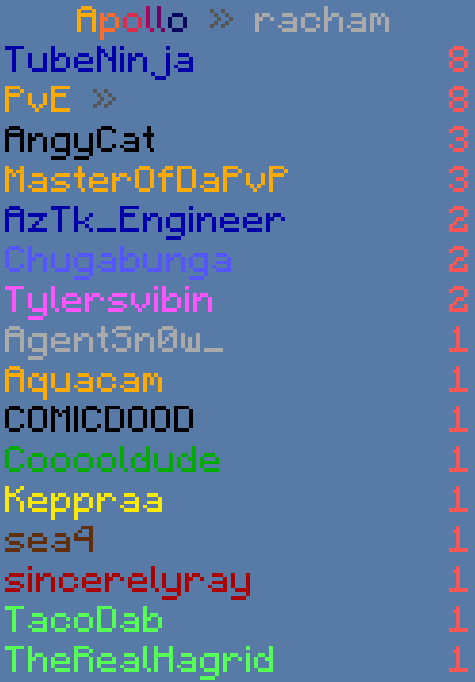 Apollo » racham
TubeNinja 8
PvE » 8
AngyCat 3
MasterOfDaPvP 3
AzTk_Engineer 2
Chugabunga 2
Tylersvibin 2
AgentSn0w_ 1
Aquacam 1
COMICDOOD 1
Cooooldude 1
Keppraa 1
sea9 1
sincerelyray 1
TacoDab 1
TheRealHagrid 1